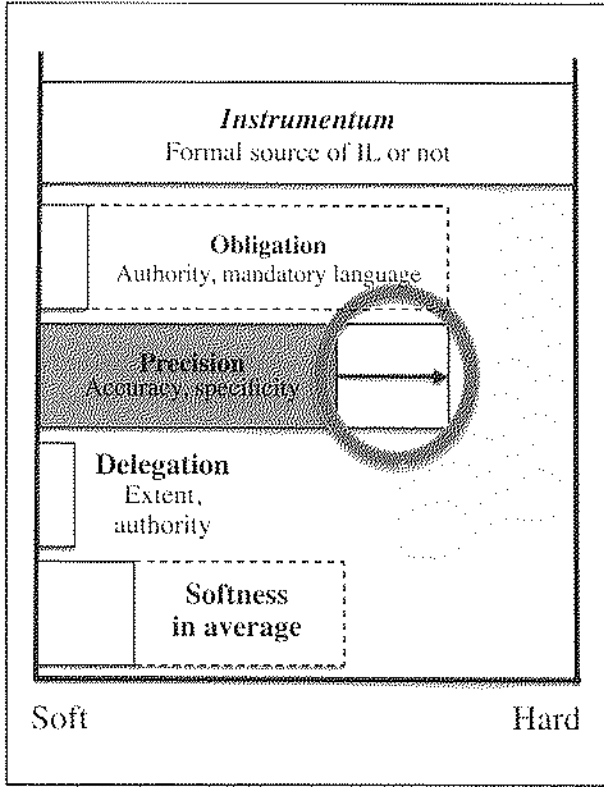 Instrumentum
Formal source of IL or not
Obligation
Authority, mandatory language
Precision
Accuracy, specificity
Delegation
Extent,
authority
Softness
in average
Soft
Hard